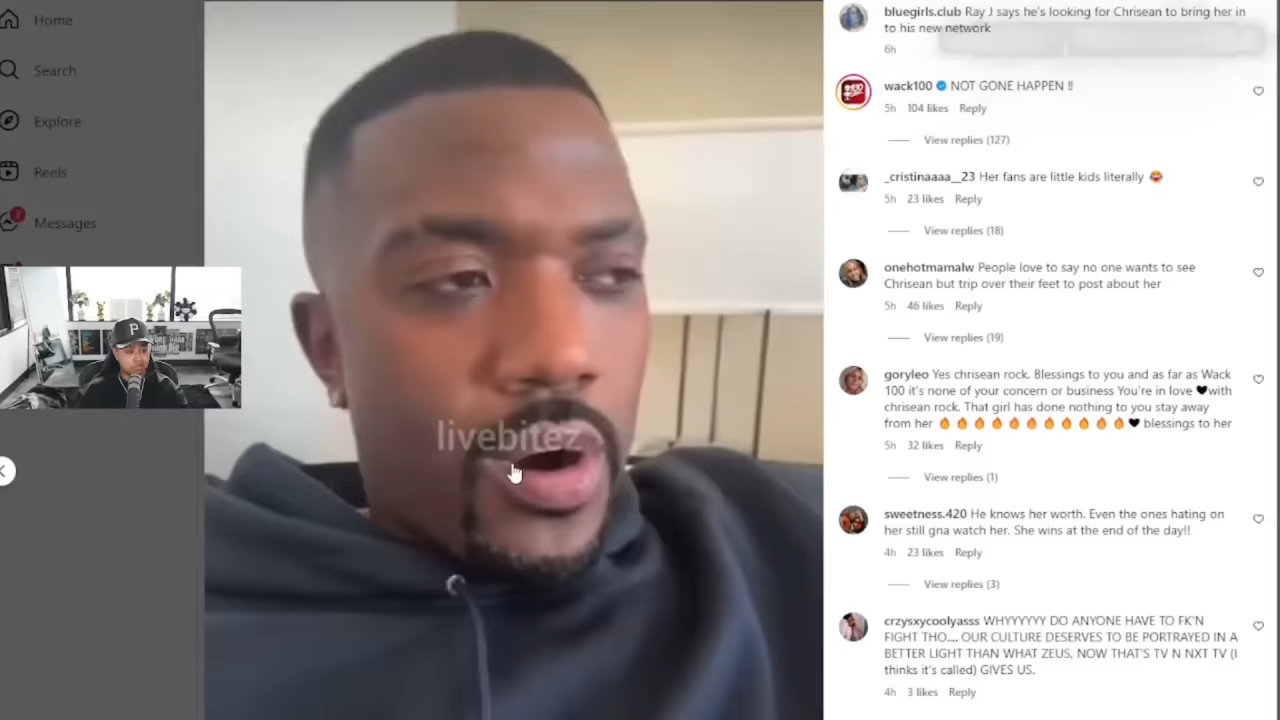 Home
Search
Explore
Reels
Messages
7
P
livebitez
bluegirls.club Ray J says he's looking for Chrisean to bring her in
to his new network
6h
wack100 NOT GONE HAPPEN !!
5h 104 likes Reply
View replies (127)
_cristinaaaa__23 Her fans are little kids literally 😂
5h 23 likes Reply
View replies (18)
onehotmamalw People love to say no one wants to see
Chrisean but trip over their feet to post about her
5h 46 likes Reply
View replies (19)
goryleo Yes chrisean rock. Blessings to you and as far as Wack
100 it's none of your concern or business You're in love 🖤with
chrisean rock. That girl has done nothing to you stay away
from her 🔥🔥🔥🔥🔥🔥🔥🔥🔥🔥🔥🖤 blessings to her
5h 32 likes Reply
View replies (1)
sweetness.420 He knows her worth. Even the ones hating on
her still gna watch her. She wins at the end of the day!!
4h 23 likes Reply
View replies (3)
crzysxycoolyasss WHYYYYYY DO ANYONE HAVE TO FK'N
FIGHT THO.... OUR CULTURE DESERVES TO BE PORTRAYED IN A
BETTER LIGHT THAN WHAT ZEUS, NOW THAT'S TV N NXT TV (I
thinks it's called) GIVES US.
4h 3 likes Reply